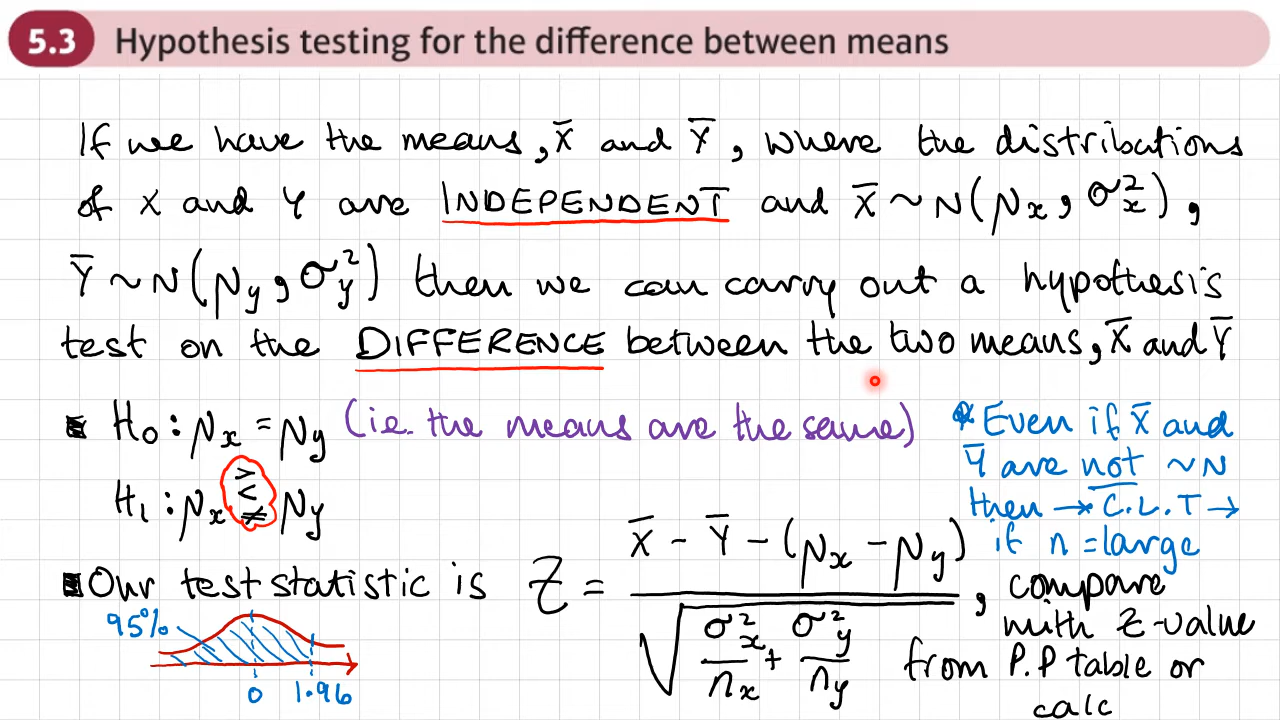 5.3 Hypothesis testing for the difference between means
If we have the means, X̄ and Ȳ, where the distributions
of X and Y are INDEPENDENT and X̄ ~ N(μx, σx²),
Ȳ ~ N(μy, σy²) then we can carry out a hypothesis
test on the DIFFERENCE between the two means, X̄ and Ȳ
H₀ : μx = μy (i.e. the means are the same)
H₁ : μx > < ≠ μy
* Even if X̄ and
Ȳ are not ~ N
then → C.L.T →
if n = large
Our test statistic is Z = (X̄ - Ȳ - (μx - μy)) / √(σx²/nx + σy²/ny) ,
compare
with Z-value
from P.P table or
calc
95%
0 1.96